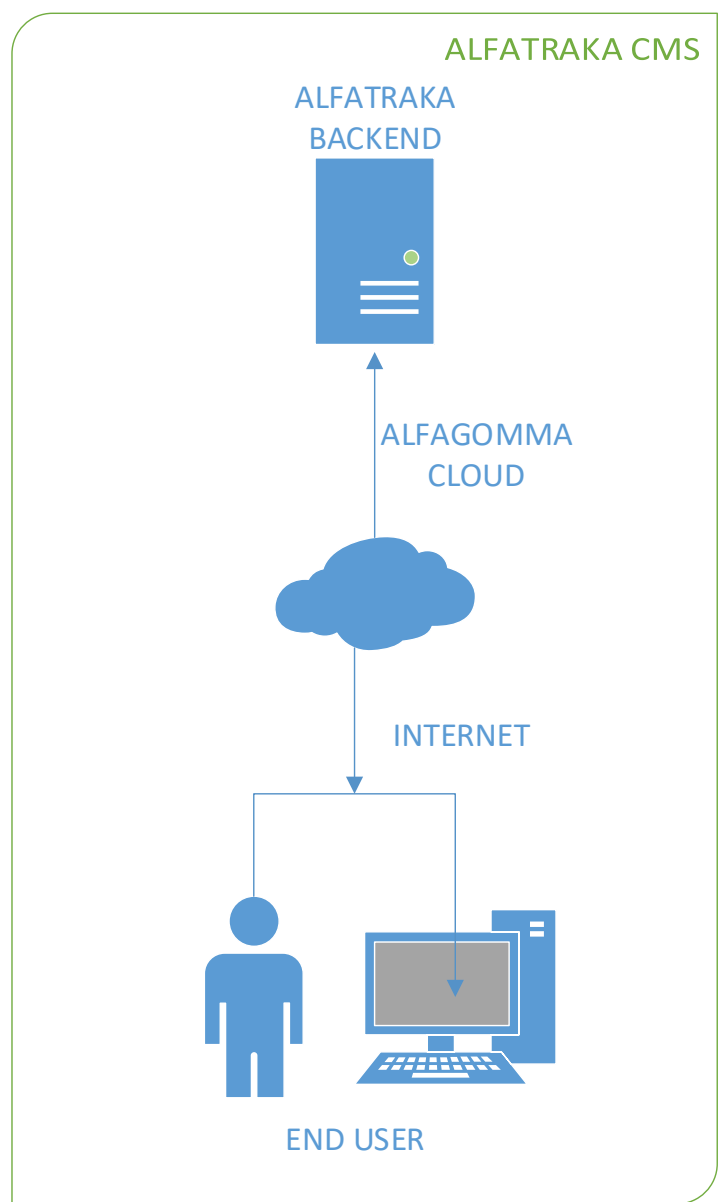 ALFATRAKA CMS
ALFATRAKA
BACKEND
ALFAGOMMA
CLOUD
INTERNET
END USER